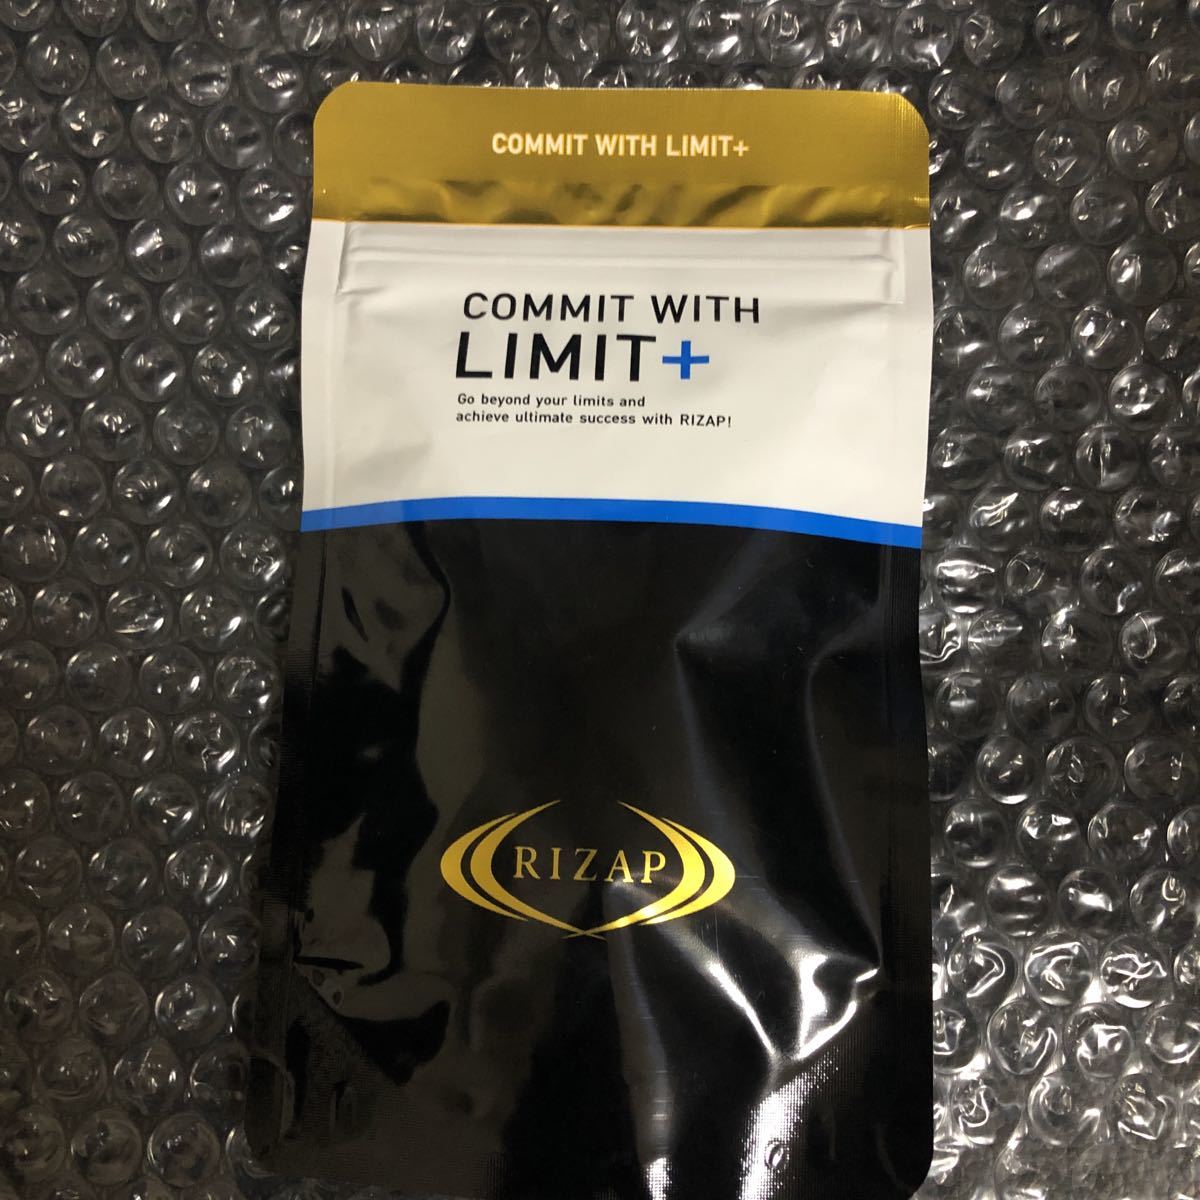 COMMIT WITH LIMIT+
COMMIT WITH
LIMIT+
Go beyond your limits and
achieve ultimate success with RIZAP!
RIZAP